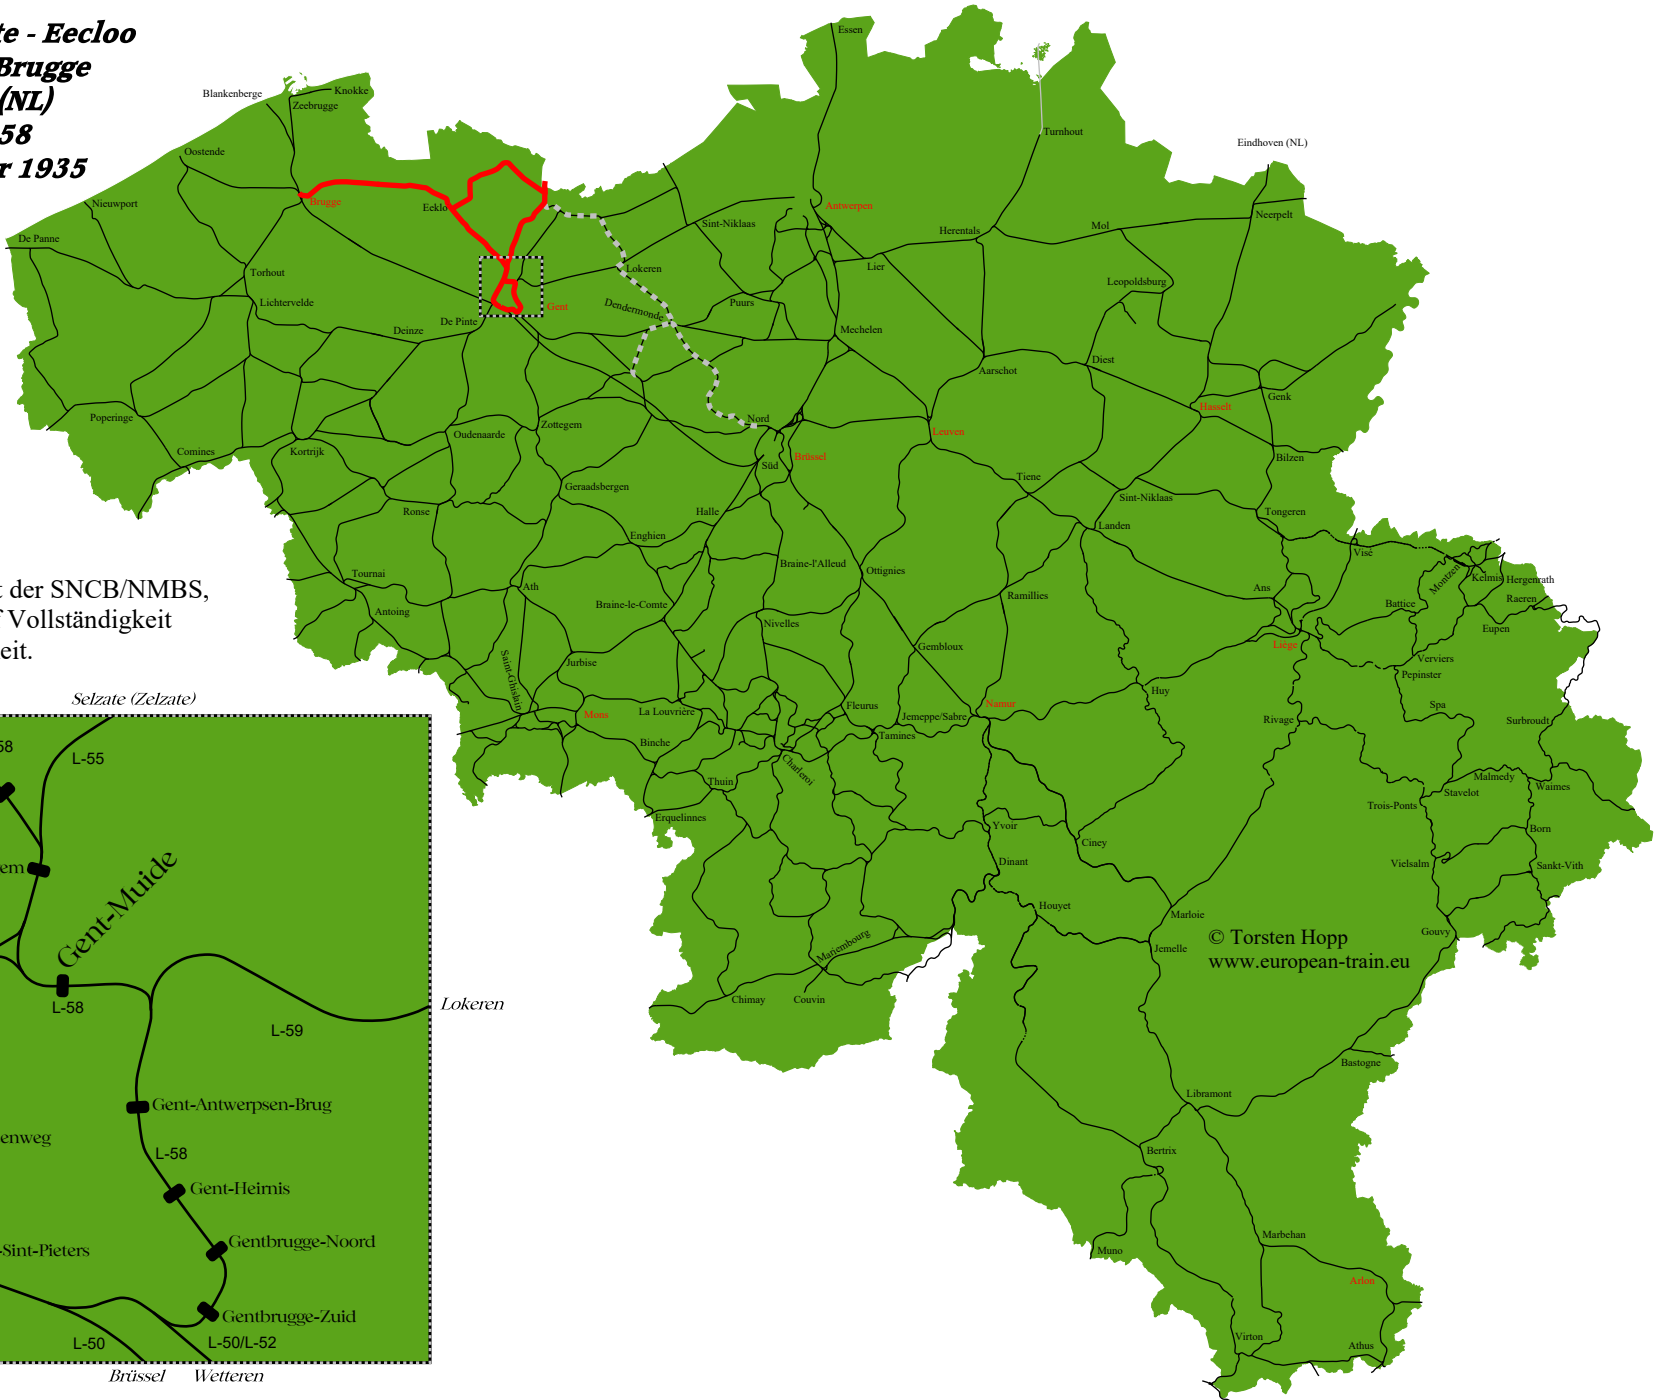 - Eecloo
Brugge
(NL)
58
1935
Essen
Blankenberge
Knokke
Zeebrugge
Oostende
Turnhout
Eindhoven (NL)
Nieuwport
Brugge
Eeklo
Antwerpen
Neerpelt
De Panne
Sint-Niklaas
Herentals
Mol
Torhout
Lokeren
Lier
Leopoldsburg
Lichtervelde
Gent
Dendermonde
Puurs
De Pinte
Deinze
Mechelen
Diest
Aarschot
Genk
Hasselt
Poperinge
Nord
Zottegem
Oudenaarde
Leuven
Comines
Kortrijk
Brüssel
Süd
Bilzen
Geraadsbergen
Tiene
Sint-Niklaas
Ronse
Halle
Tongeren
Landen
Enghien
Visé
Braine-l'Alleud
Ottignies
Tournai
Montzen
Kelmis
Hergenrath
Ath
Ans
Raeren
Ramillies
Battice
Braine-le-Comte
Antoing
Nivelles
Eupen
Gembloux
Liège
Verviers
Jurbise
Saint-Ghislain
Pepinster
Huy
Mons
La Louvrière
Fleurus
Jemeppe/Sabre
Namur
Spa
Rivage
Surbroudt
Binche
Tamines
Charleroi
Thuin
Malmedy
Waimes
Stavelot
Trois-Ponts
Erquelinnes
Yvoir
Born
Ciney
Dinant
Vielsalm
Sankt-Vith
Houyet
Marloie
Gouvy
Mariembourg
Jemelle
Chimay
Couvin
© Torsten Hopp
www.european-train.eu
Bastogne
Libramont
Bertrix
Marbehan
Muno
Arlon
Virton
Athus
der SNCB/NMBS,
Vollständigkeit
Selzate (Zelzate)
58
L-55
Gent-Muide
L-58
Lokeren
L-59
Gent-Antwerpsen-Brug
L-58
Gent-Heirnis
Gentbrugge-Noord
Sint-Pieters
Gentbrugge-Zuid
L-50
L-50/L-52
Brüssel
Wetteren